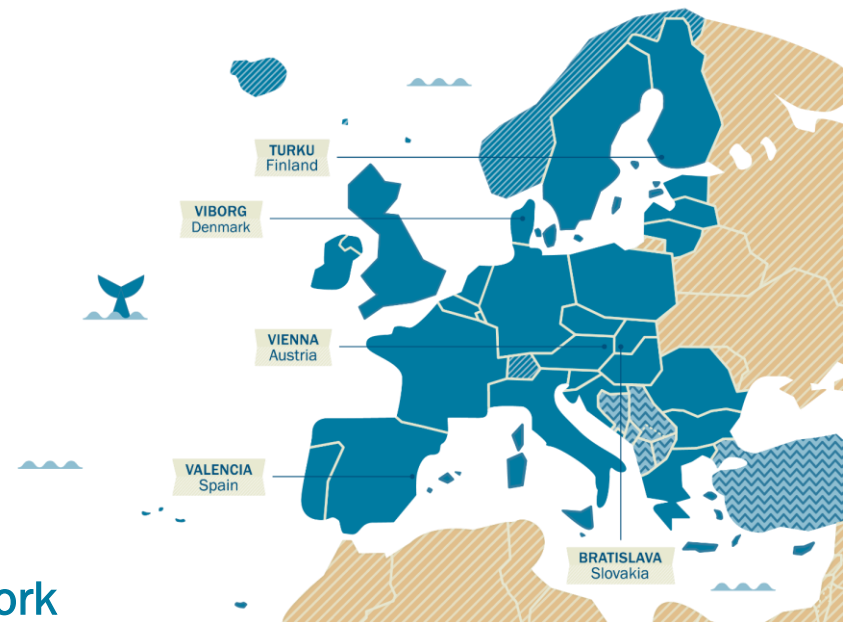 TURKU
Finland
VIBORG
Denmark
VIENNA
Austria
VALENCIA
Spain
BRATISLAVA
Slovakia
ork